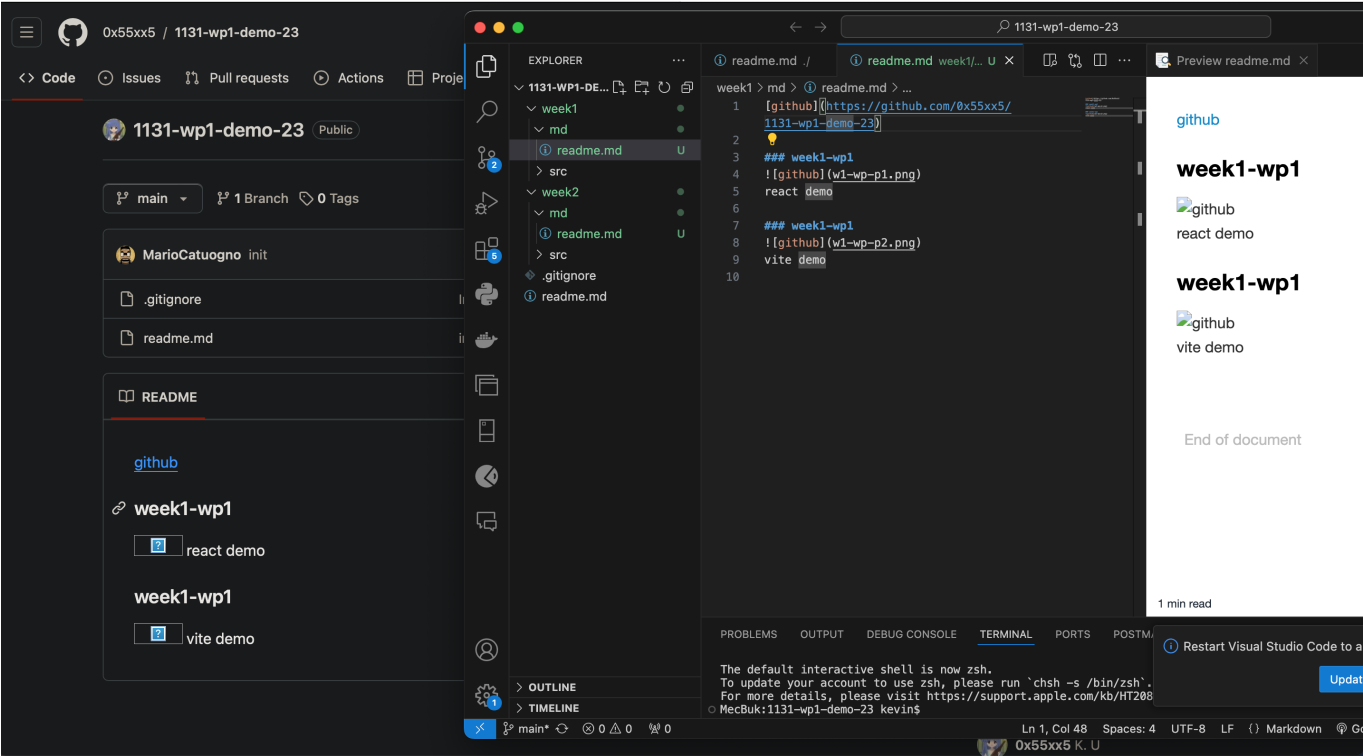 0x55xx5 / 1131-wp1-demo-23
Code Issues Pull requests Actions Proje
1131-wp1-demo-23 Public
main 1 Branch 0 Tags
MarioCatuogno init
.gitignore
readme.md
README
github
week1-wp1
react demo
week1-wp1
vite demo
1131-wp1-demo-23
EXPLORER
1131-WP1-DE...
week1
md
readme.md U
src
week2
md
readme.md U
src
.gitignore
readme.md
OUTLINE
TIMELINE
2
5
1
readme.md ./ readme.md week1/... U
week1 > md > readme.md > ...
1 [github](https://github.com/0x55xx5/
1131-wp1-demo-23)
2
3 ### week1-wp1
4 ![github](w1-wp-p1.png)
5 react demo
6
7 ### week1-wp1
8 ![github](w1-wp-p2.png)
9 vite demo
10
Preview readme.md
github
week1-wp1
github
react demo
week1-wp1
github
vite demo
End of document
1 min read
PROBLEMS OUTPUT DEBUG CONSOLE TERMINAL PORTS POSTM
The default interactive shell is now zsh.
To update your account to use zsh, please run `chsh -s /bin/zsh`.
For more details, please visit https://support.apple.com/kb/HT208
MecBuk:1131-wp1-demo-23 kevin$
Restart Visual Studio Code to a
Updat
main* 0 0 0 Ln 1, Col 48 Spaces: 4 UTF-8 LF {} Markdown Go
0x55xx5 K. U